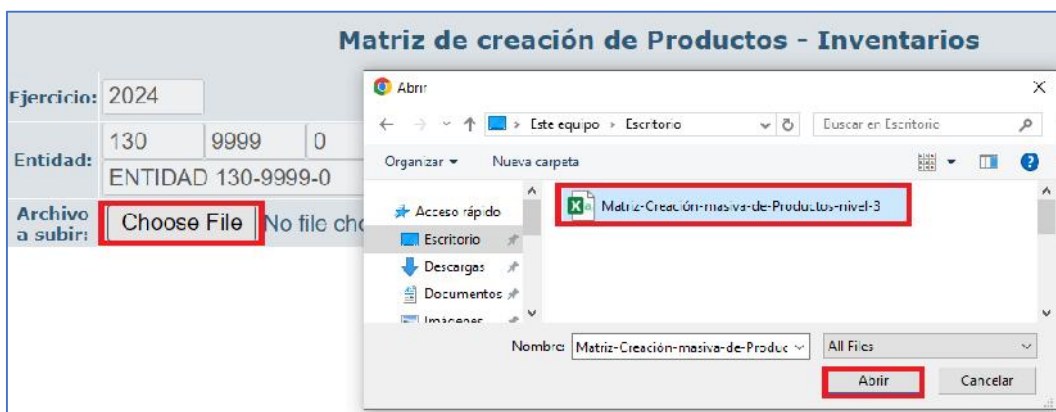 Matriz de creación de Productos - Inventarios
Ejercicio: 2024
Entidad: 130 9999 0
ENTIDAD 130-9999-0
Archivo a subir: Choose File No file cho
Abrir
Este equipo > Escritorio
Buscar en Escritorio
Organizar
Nueva carpeta
Acceso rápido
Escritorio
Descargas
Documentos
Imágenes
Matriz-Creación-masiva-de-Productos-nivel-3
Nombre: Matriz-Creación-masiva-de-Produc
All Files
Abrir
Cancelar